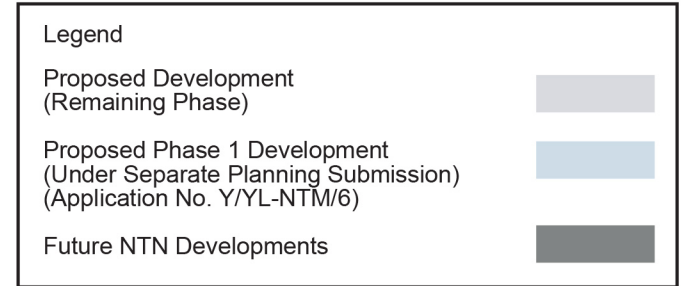 Legend
Proposed Development
(Remaining Phase)
Proposed Phase 1 Development
(Under Separate Planning Submission)
(Application No. Y/YL-NTM/6)
Future NTN Developments